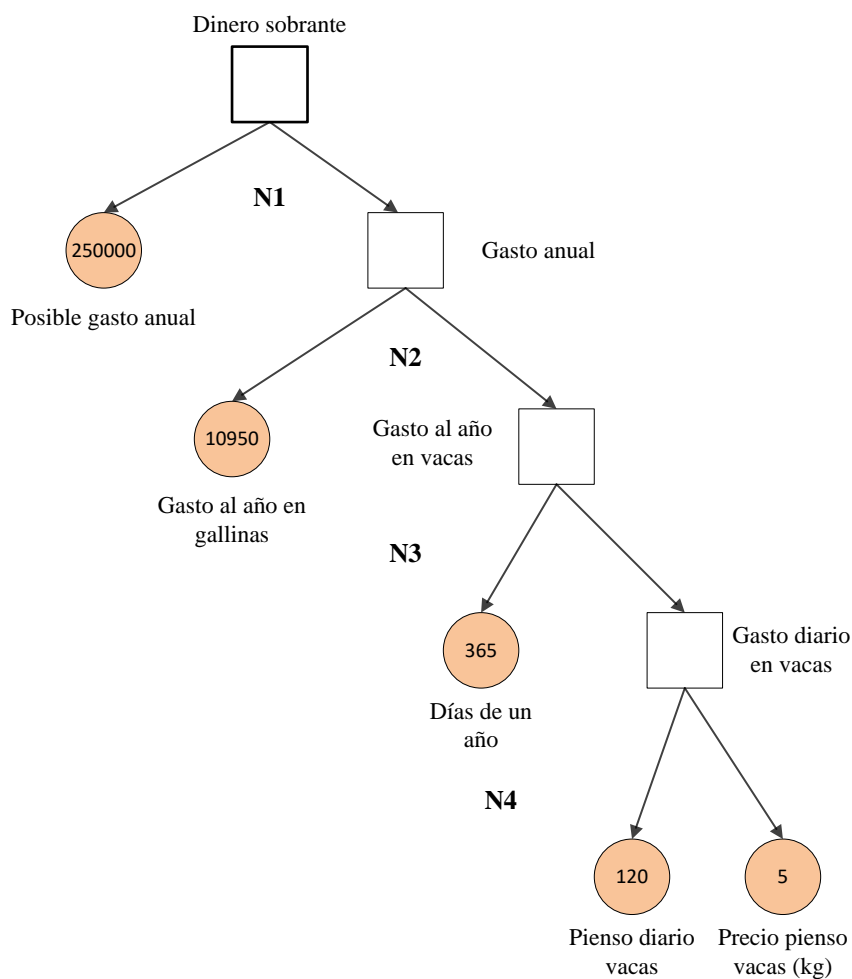 Dinero sobrante
N1
250000
Gasto anual
Posible gasto anual
N2
10950
Gasto al año
en vacas
Gasto al año en
gallinas
N3
365
Gasto diario
en vacas
Días de un
año
N4
120
5
Pienso diario
vacas
Precio pienso
vacas (kg)